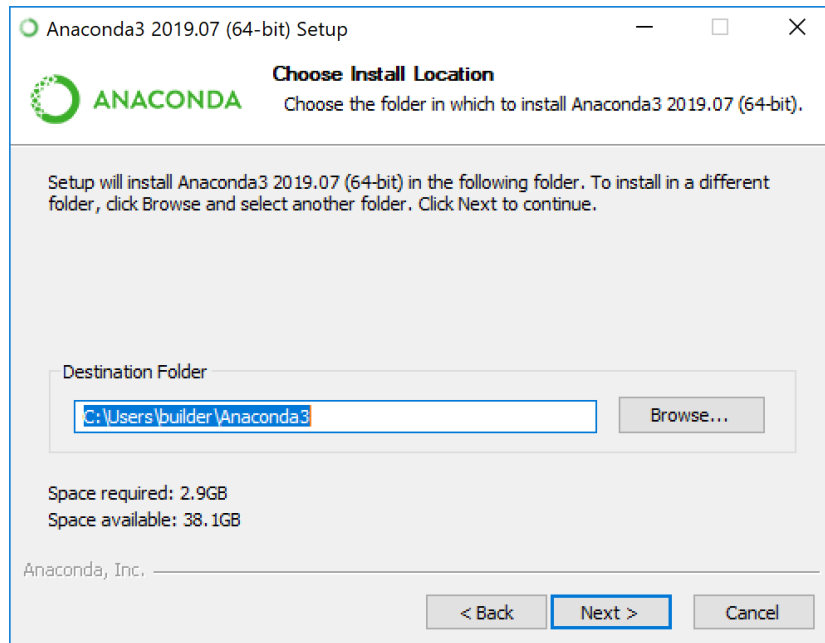 Anaconda3 2019.07 (64-bit) Setup
ANACONDA
Choose Install Location
Choose the folder in which to install Anaconda3 2019.07 (64-bit).
Setup will install Anaconda3 2019.07 (64-bit) in the following folder. To install in a different
folder, click Browse and select another folder. Click Next to continue.
Destination Folder
C:\Users\builder\Anaconda3
Browse...
Space required: 2.9GB
Space available: 38.1GB
Anaconda, Inc.
< Back
Next >
Cancel